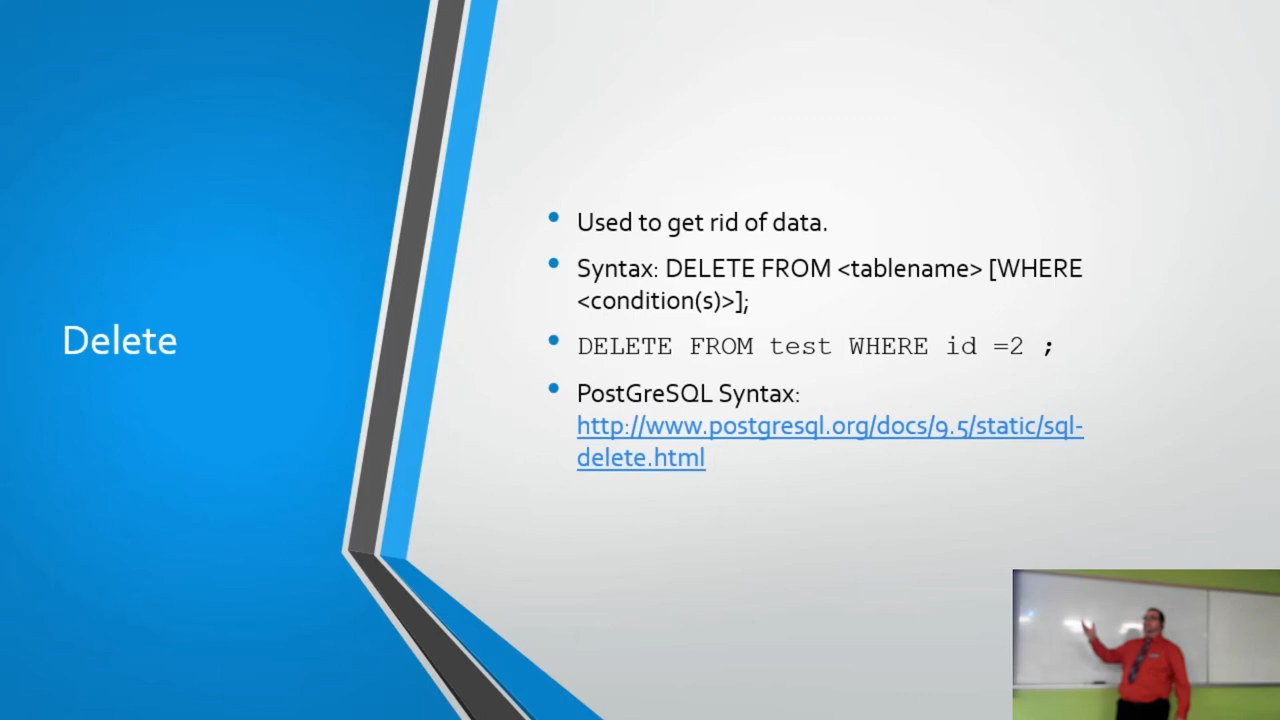 Delete
Used to get rid of data.
Syntax: DELETE FROM <tablename> [WHERE
<condition(s)>];
DELETE FROM test WHERE id =2 ;
PostGreSQL Syntax:
http://www.postgresql.org/docs/9.5/static/sql-
delete.html